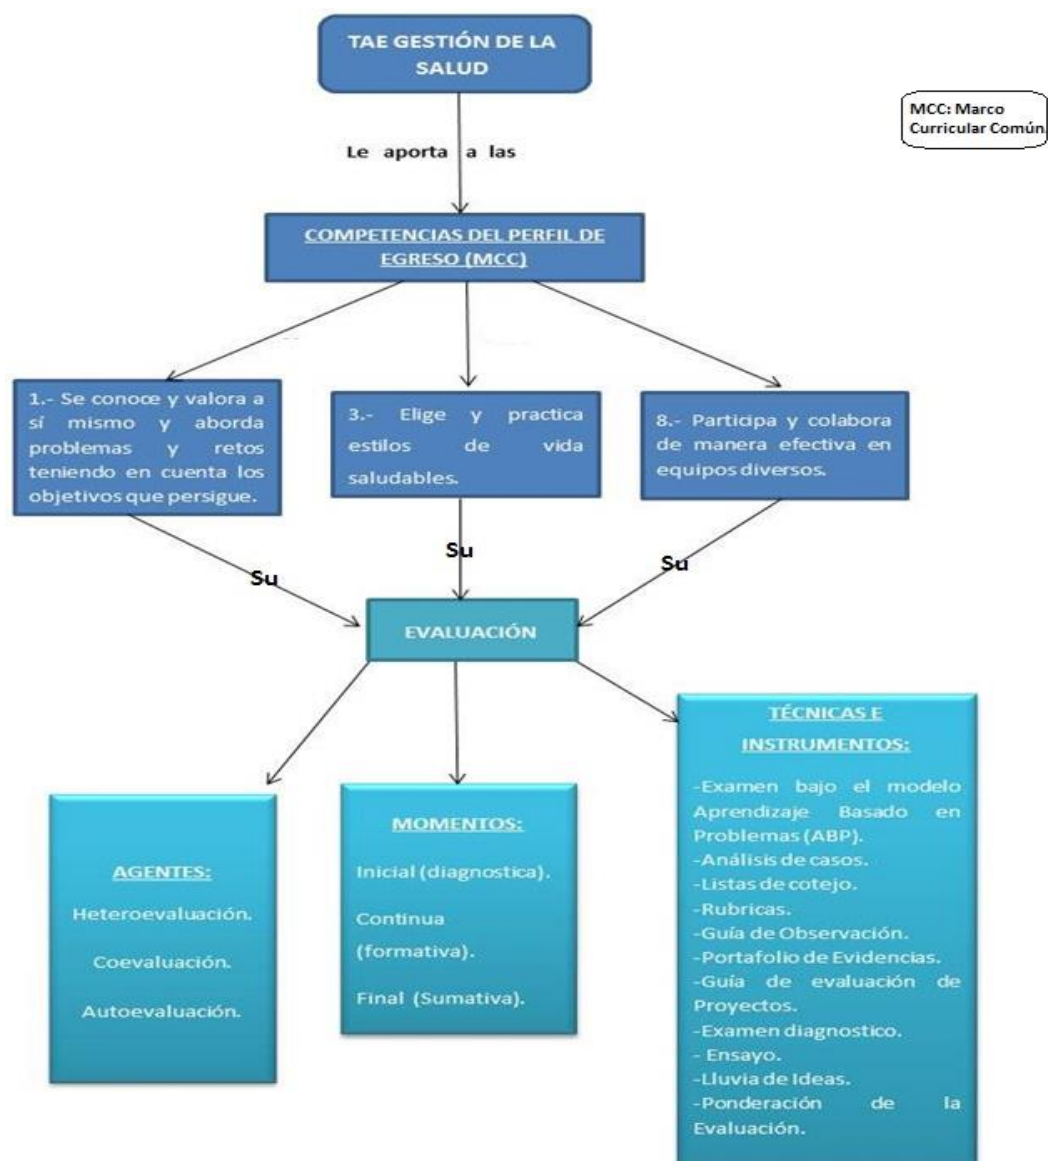 TAE GESTIÓN DE LA
SALUD
MCC: Marco
Curricular Común.
Le aporta a las
COMPETENCIAS DEL PERFIL DE
EGRESO (MCC)
1.- Se conoce y valora a
sí mismo y aborda
problemas y retos
teniendo en cuenta los
objetivos que persigue.
3.- Elige y practica
estilos de vida
saludables.
8.- Participa y colabora
de manera efectiva en
equipos diversos.
Su
Su
Su
EVALUACIÓN
AGENTES:
Heteroevaluación.
Coevaluación.
Autoevaluación.
MOMENTOS:
Inicial (diagnostica).
Continua
(formativa).
Final (Sumativa).
TÉCNICAS E
INSTRUMENTOS:
-Examen bajo el modelo
Aprendizaje Basado en
Problemas (ABP).
-Análisis de casos.
-Listas de cotejo.
-Rubricas.
-Guía de Observación.
-Portafolio de Evidencias.
-Guía de evaluación de
Proyectos.
-Examen diagnostico.
- Ensayo.
-Lluvia de Ideas.
-Ponderación de la
Evaluación.